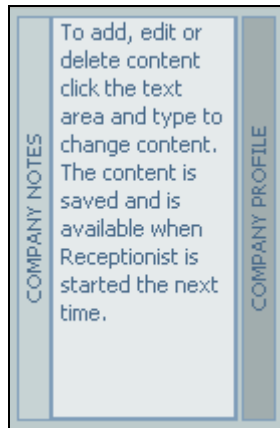 COMPANY NOTES
To add, edit or
delete content
click the text
area and type to
change content.
The content is
saved and is
available when
Receptionist is
started the next
time.
COMPANY PROFILE